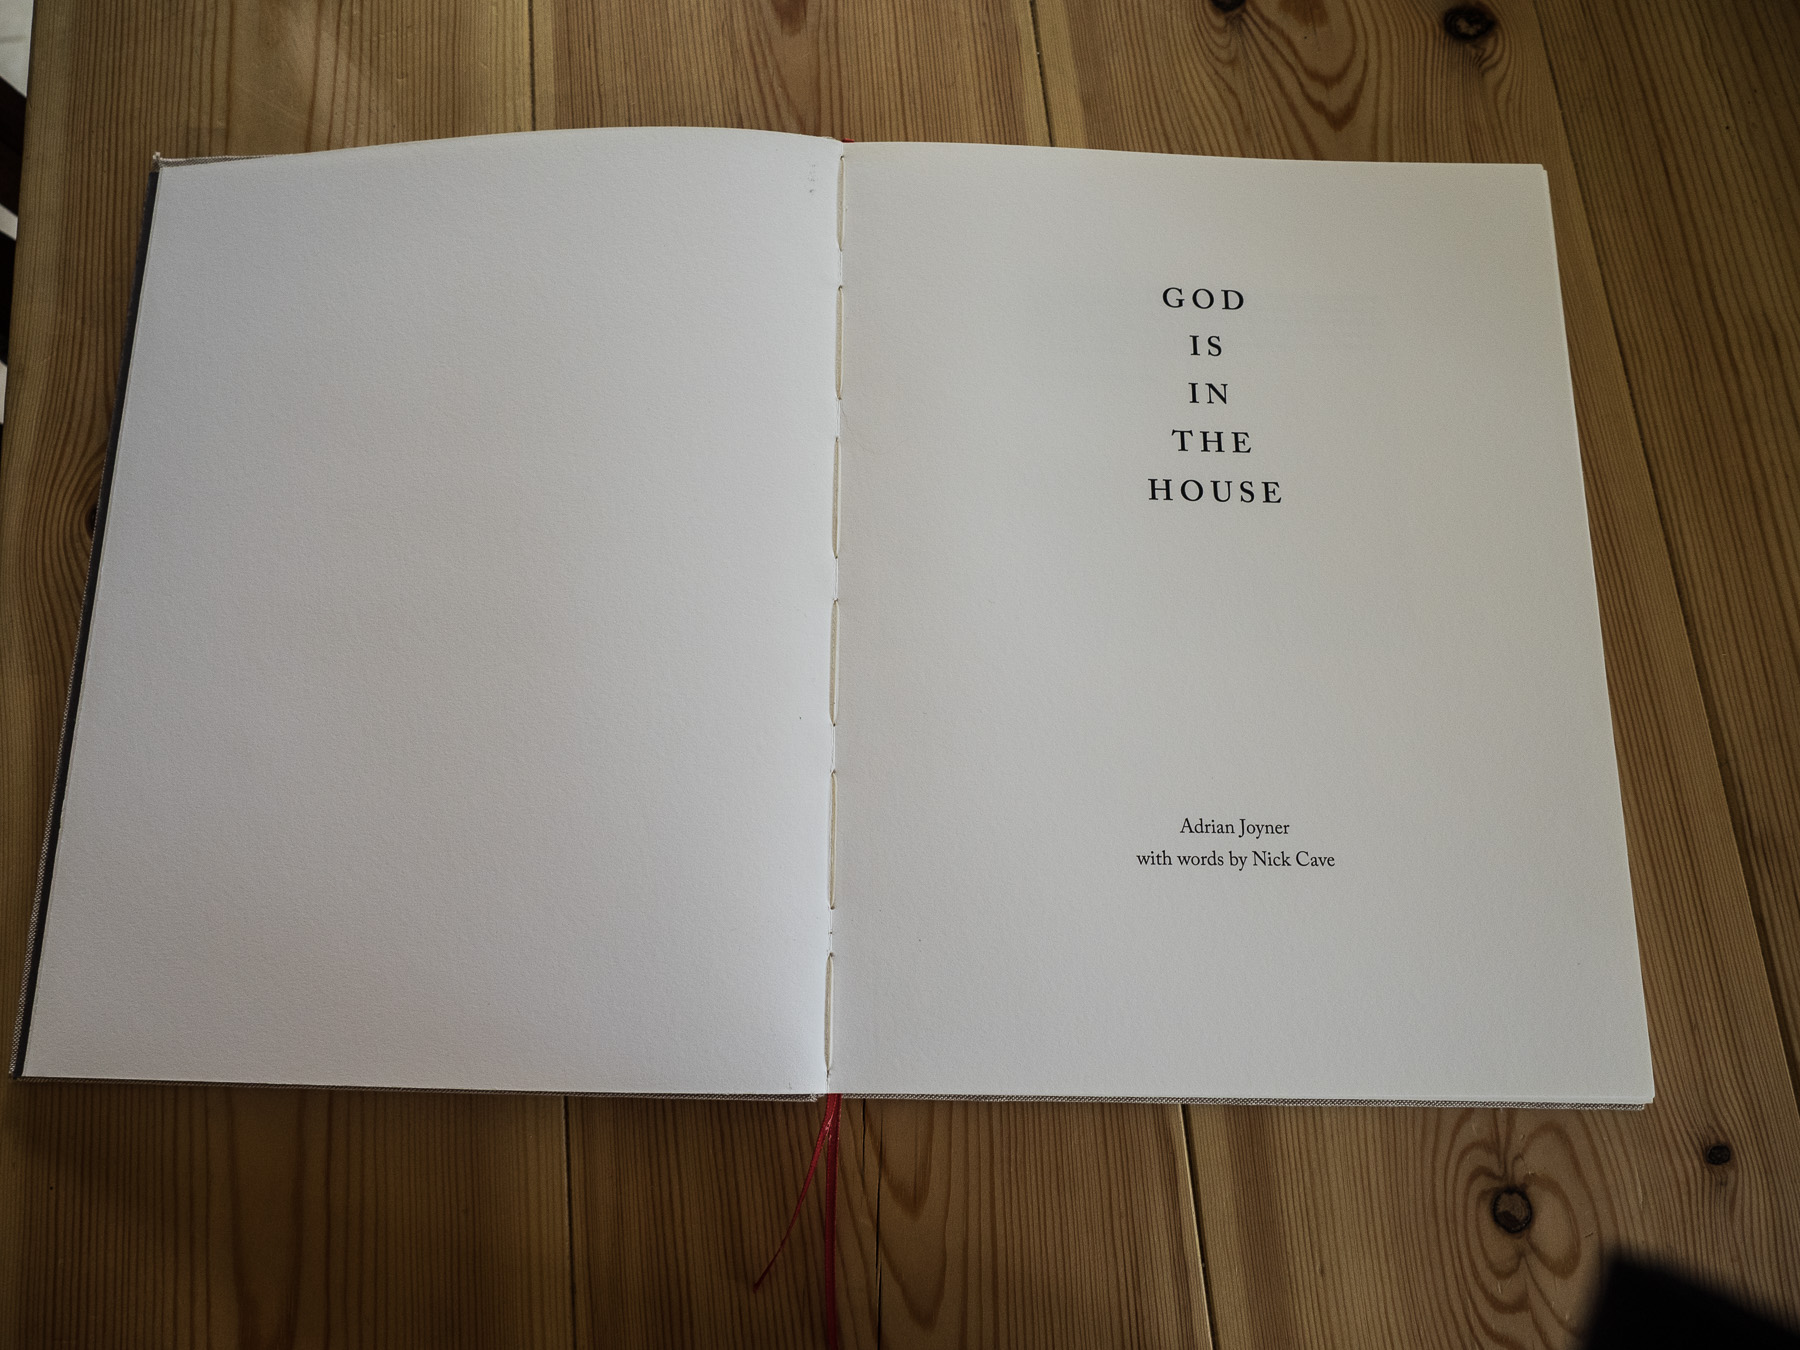 GOD
IS
IN
THE
HOUSE
Adrian Joyner
with words by Nick Cave